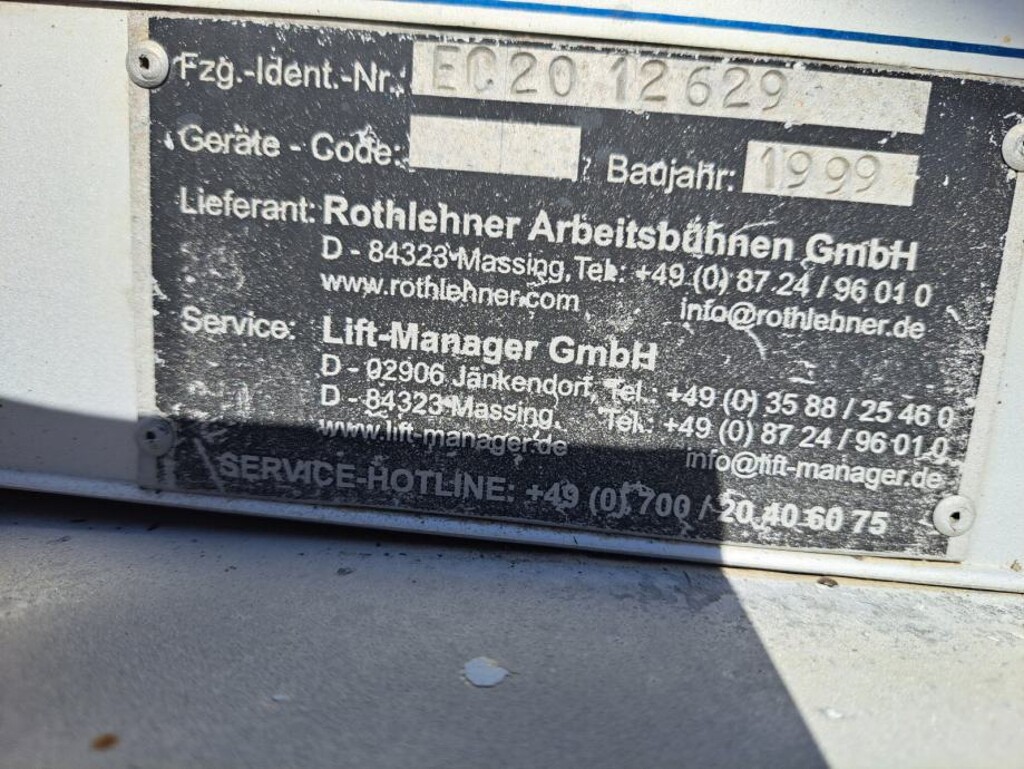 Fzg.-Ident.-Nr.: EC20 12629
Geräte - Code: Baujahr: 1999
Lieferant: Rothlehner Arbeitsbühnen GmbH
D - 84323 Massing, Tel.: +49 (0) 87 24 / 96 01 0
www.rothlehner.com info@rothlehner.de
Service: Lift-Manager GmbH
D - 02906 Jänkendorf, Tel.: +49 (0) 35 88 / 25 46 0
D - 84323 Massing, Tel.: +49 (0) 87 24 / 96 01 0
www.lift-manager.de info@lift-manager.de
SERVICE-HOTLINE: +49 (0) 700 / 20 40 60 75